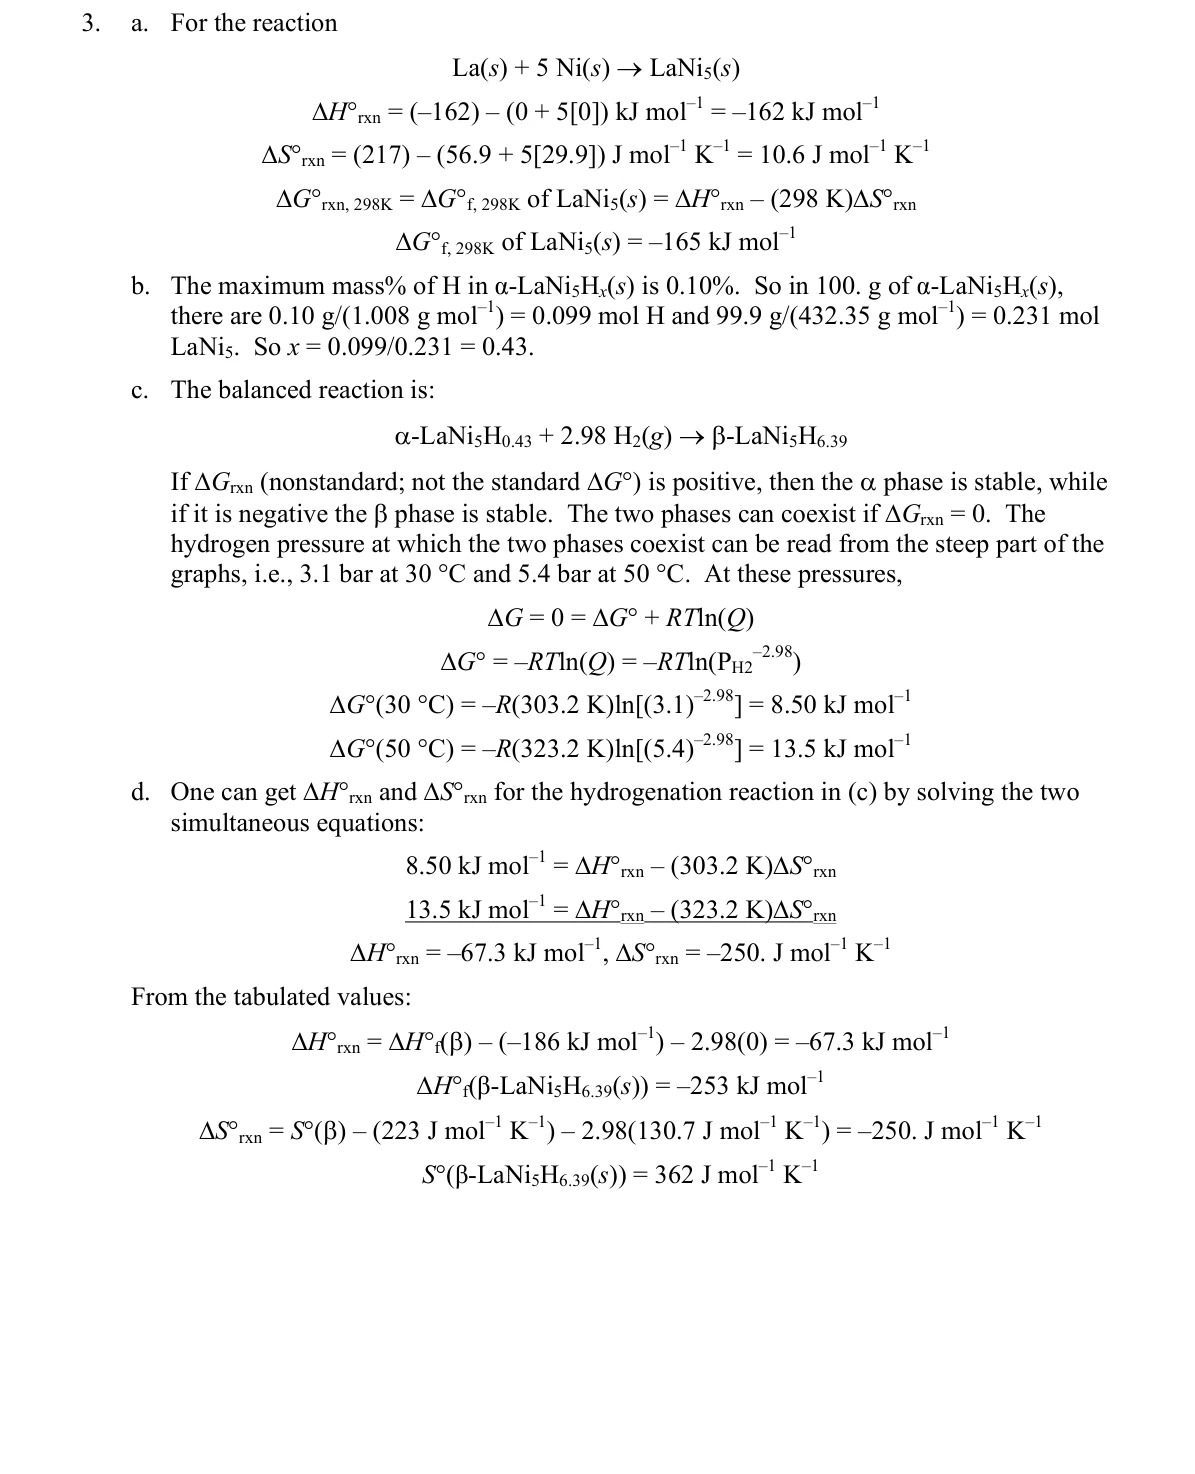 3. a. For the reaction
La(s) + 5 Ni(s) → LaNi₅(s)
ΔH°rxn = (–162) – (0 + 5[0]) kJ mol⁻¹ = –162 kJ mol⁻¹
ΔS°rxn = (217) – (56.9 + 5[29.9]) J mol⁻¹ K⁻¹ = 10.6 J mol⁻¹ K⁻¹
ΔG°rxn, 298K = ΔG°f, 298K of LaNi₅(s) = ΔH°rxn – (298 K)ΔS°rxn
ΔG°f, 298K of LaNi₅(s) = –165 kJ mol⁻¹
b. The maximum mass% of H in α-LaNi₅Hₓ(s) is 0.10%. So in 100. g of α-LaNi₅Hₓ(s),
there are 0.10 g/(1.008 g mol⁻¹) = 0.099 mol H and 99.9 g/(432.35 g mol⁻¹) = 0.231 mol
LaNi₅. So x = 0.099/0.231 = 0.43.
c. The balanced reaction is:
α-LaNi₅H₀.₄₃ + 2.98 H₂(g) → β-LaNi₅H₆.₃₉
If ΔGrxn (nonstandard; not the standard ΔG°) is positive, then the α phase is stable, while
if it is negative the β phase is stable. The two phases can coexist if ΔGrxn = 0. The
hydrogen pressure at which the two phases coexist can be read from the steep part of the
graphs, i.e., 3.1 bar at 30 °C and 5.4 bar at 50 °C. At these pressures,
ΔG = 0 = ΔG° + RTln(Q)
ΔG° = –RTln(Q) = –RTln(P_H2⁻²·⁹⁸)
ΔG°(30 °C) = –R(303.2 K)ln[(3.1)⁻²·⁹⁸] = 8.50 kJ mol⁻¹
ΔG°(50 °C) = –R(323.2 K)ln[(5.4)⁻²·⁹⁸] = 13.5 kJ mol⁻¹
d. One can get ΔH°rxn and ΔS°rxn for the hydrogenation reaction in (c) by solving the two
simultaneous equations:
8.50 kJ mol⁻¹ = ΔH°rxn – (303.2 K)ΔS°rxn
13.5 kJ mol⁻¹ = ΔH°rxn – (323.2 K)ΔS°rxn
ΔH°rxn = –67.3 kJ mol⁻¹, ΔS°rxn = –250. J mol⁻¹ K⁻¹
From the tabulated values:
ΔH°rxn = ΔH°f(β) – (–186 kJ mol⁻¹) – 2.98(0) = –67.3 kJ mol⁻¹
ΔH°f(β-LaNi₅H₆.₃₉(s)) = –253 kJ mol⁻¹
ΔS°rxn = S°(β) – (223 J mol⁻¹ K⁻¹) – 2.98(130.7 J mol⁻¹ K⁻¹) = –250. J mol⁻¹ K⁻¹
S°(β-LaNi₅H₆.₃₉(s)) = 362 J mol⁻¹ K⁻¹